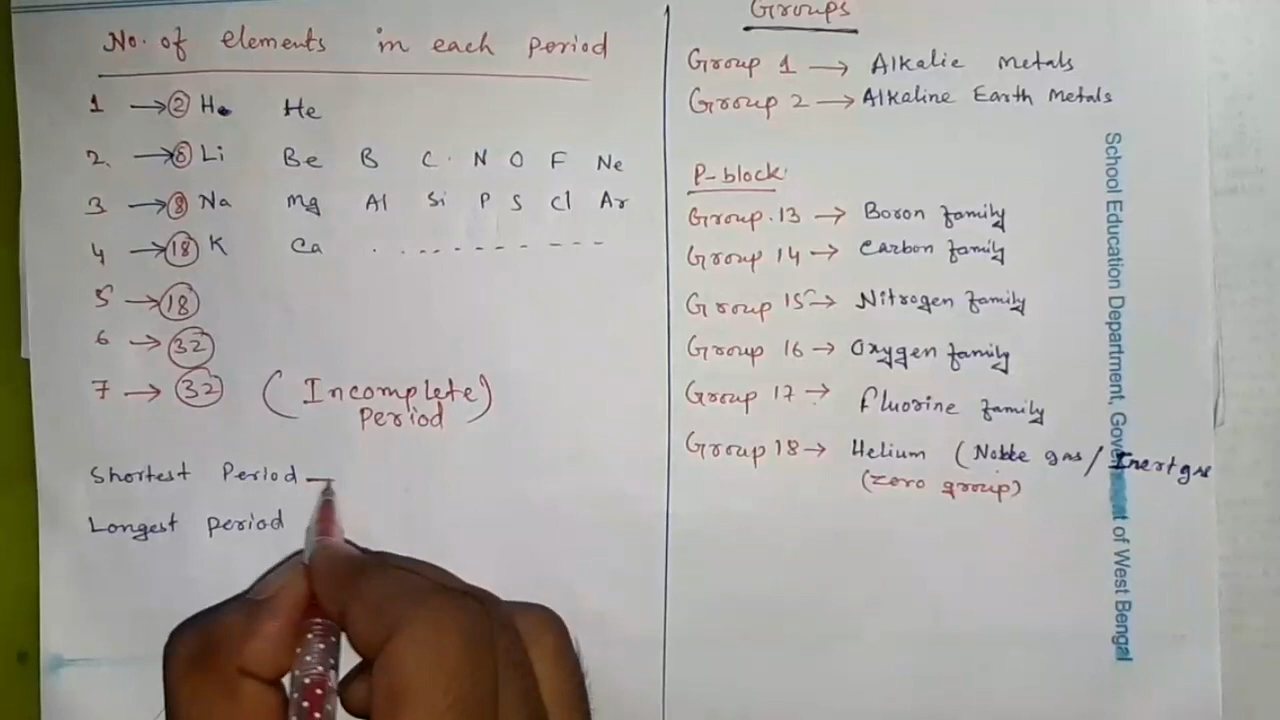 No. of elements in each period
1 → 2 He He
2. → 8 Li Be B C N O F Ne
3 → 8 Na Mg Al Si P S Cl Ar
4 → 18 K Ca . . . - - - - - - -
5 → 18
6 → 32
7 → 32 (Incomplete Period)
Shortest Period –
Longest period
Groups
Group 1 → Alkalie metals
Group 2 → Alkaline Earth Metals
P-block
Group.13 → Boron family
Group 14 → Carbon family
Group 15 → Nitrogen family
Group 16 → Oxygen family
Group 17 → Fluorine family
Group 18 → Helium (Noble gas/Inert gas
(Zero group)
School Education Department, Government of West Bengal